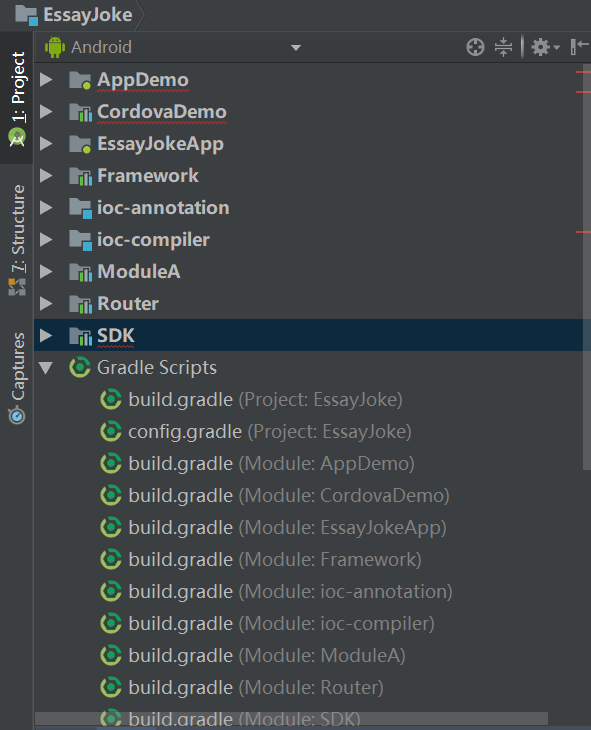 EssayJoke
Android
1: Project
7: Structure
Captures
AppDemo
CordovaDemo
EssayJokeApp
Framework
ioc-annotation
ioc-compiler
ModuleA
Router
SDK
Gradle Scripts
build.gradle (Project: EssayJoke)
config.gradle (Project: EssayJoke)
build.gradle (Module: AppDemo)
build.gradle (Module: CordovaDemo)
build.gradle (Module: EssayJokeApp)
build.gradle (Module: Framework)
build.gradle (Module: ioc-annotation)
build.gradle (Module: ioc-compiler)
build.gradle (Module: ModuleA)
build.gradle (Module: Router)
build.gradle (Module: SDK)